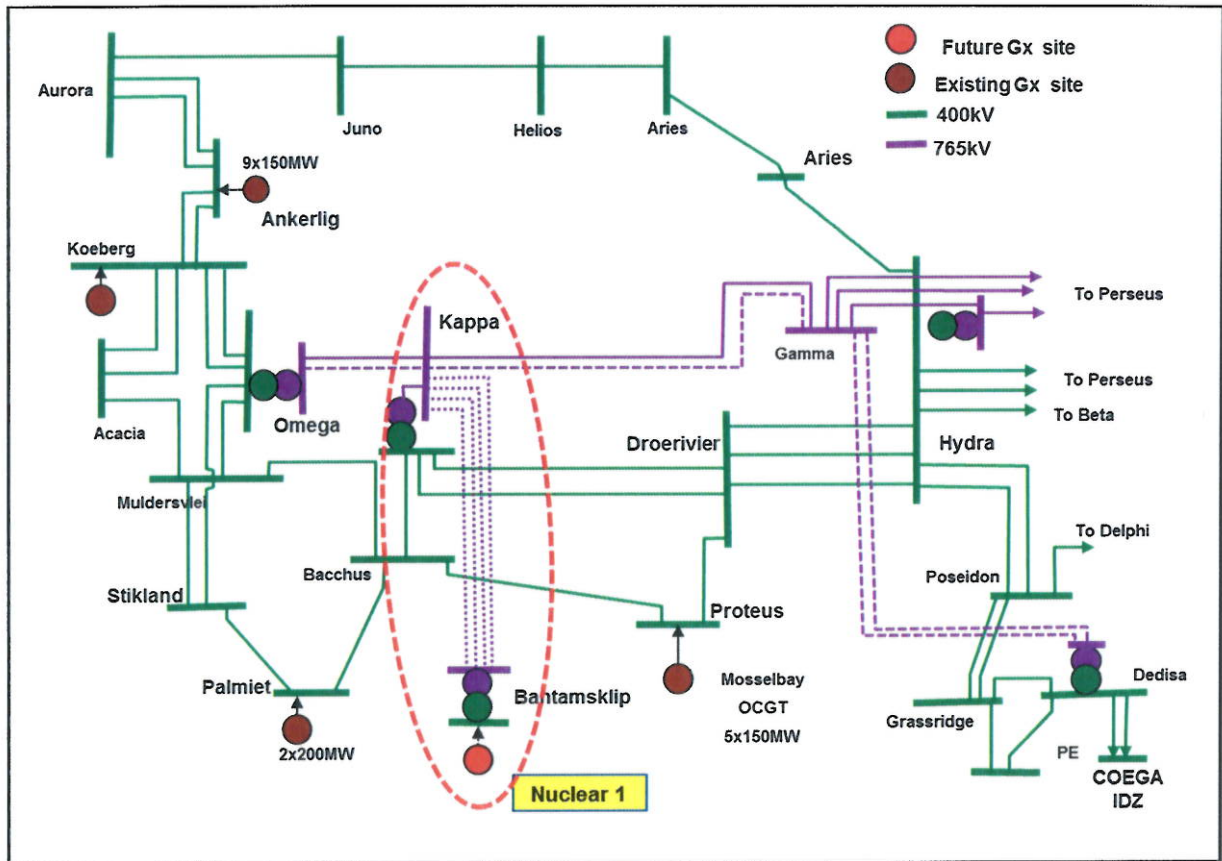 Future Gx site
Existing Gx site
400kV
765kV
Aurora
Juno
Helios
Aries
Aries
9x150MW
Ankerlig
Koeberg
Kappa
To Perseus
Gamma
To Perseus
To Beta
Acacia
Omega
Droerivier
Hydra
Muldersvlei
To Delphi
Bacchus
Poseidon
Stikland
Proteus
Palmiet
Bantamsklip
Mosselbay
OCGT
5x150MW
Dedisa
Grassridge
PE
2x200MW
COEGA
IDZ
Nuclear 1